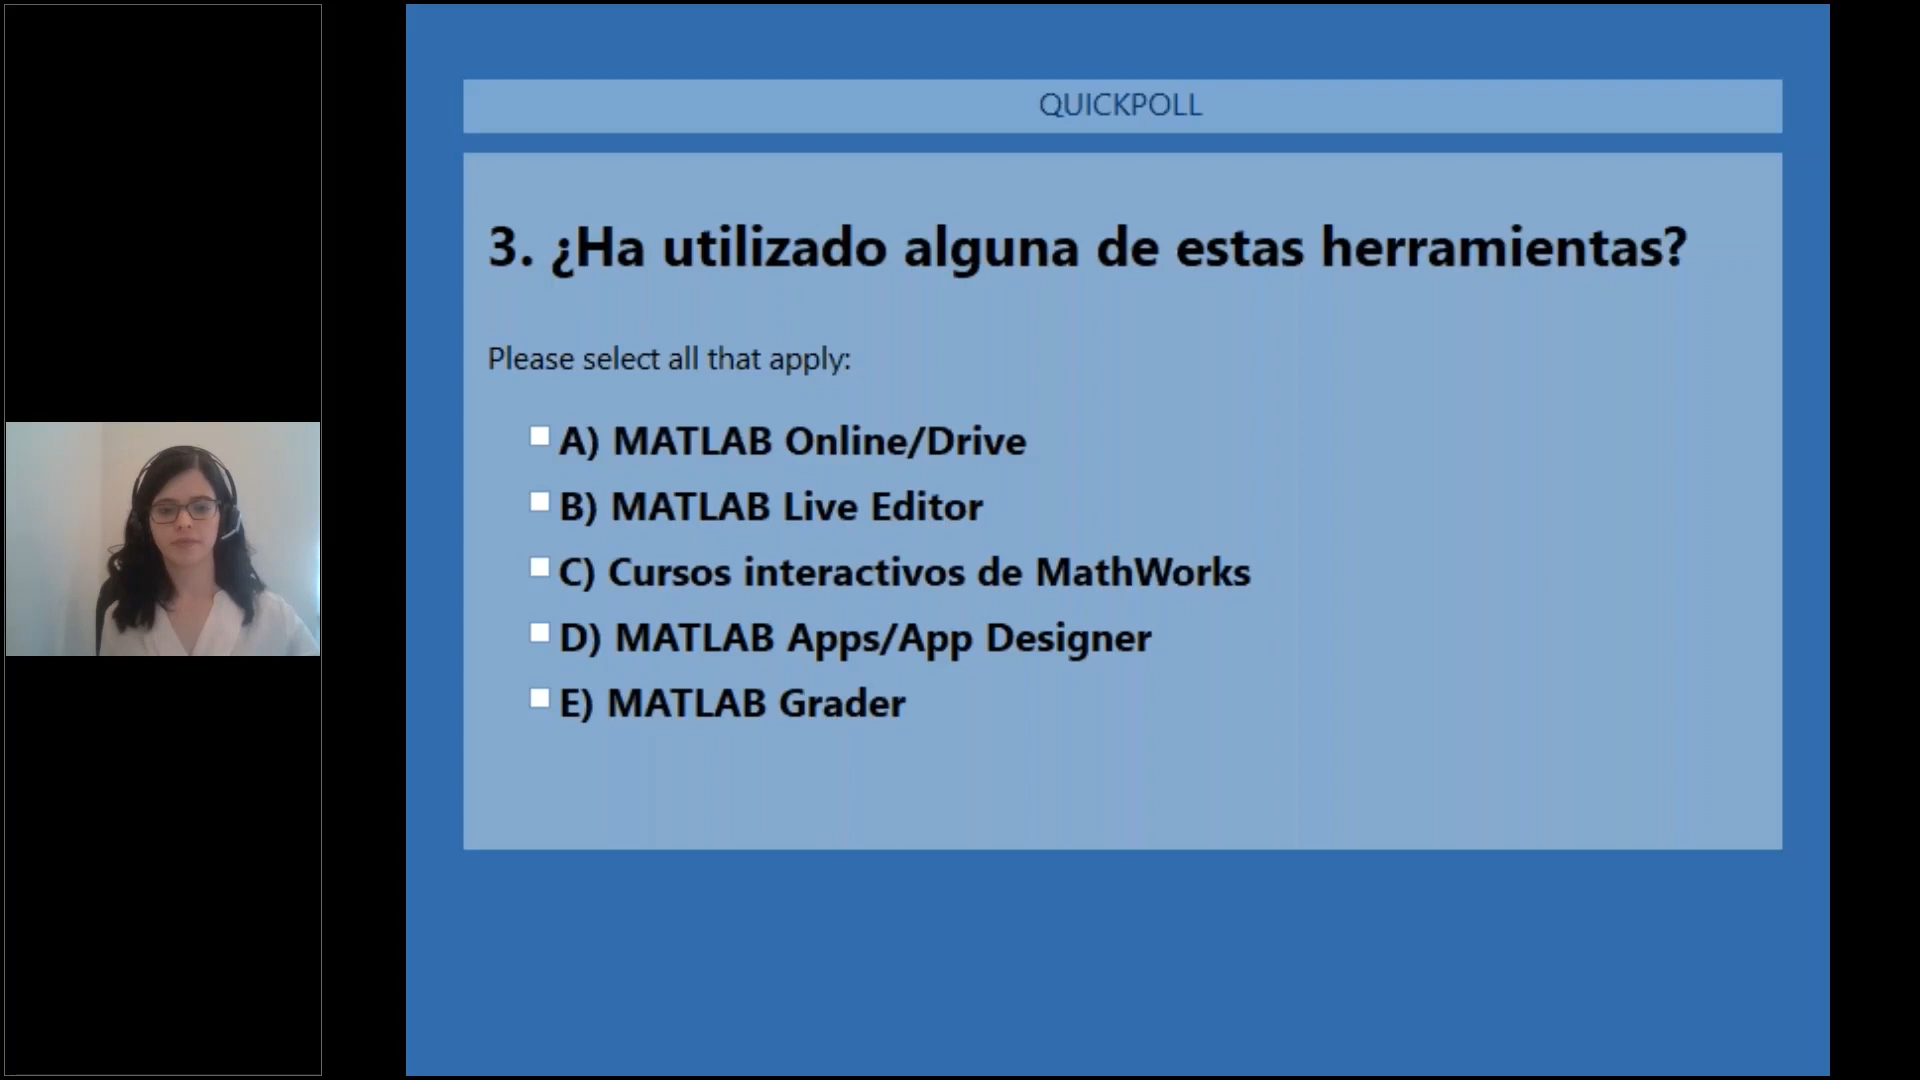 QUICKPOLL
3. ¿Ha utilizado alguna de estas herramientas?
Please select all that apply:
A) MATLAB Online/Drive
B) MATLAB Live Editor
C) Cursos interactivos de MathWorks
D) MATLAB Apps/App Designer
E) MATLAB Grader